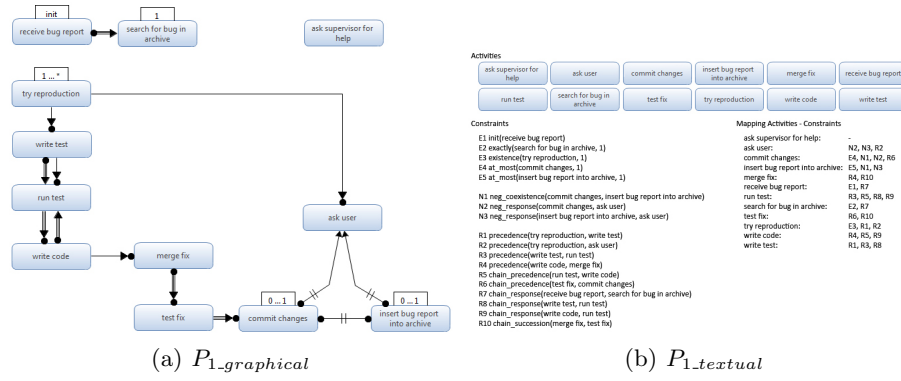 init
receive bug report
1
search for bug in
archive
ask supervisor
for help
1 ... *
try reproduction
write test
run test
write code
merge fix
test fix
ask user
0 ... 1
commit changes
0 ... 1
insert bug report
into archive
(a) P1_graphical
Activities
ask supervisor for
help
ask user
commit changes
insert bug report
into archive
merge fix
receive bug report
run test
search for bug in
archive
test fix
try reproduction
write code
write test
Constraints
E1 init(receive bug report)
E2 exactly(search for bug in archive, 1)
E3 existence(try reproduction, 1)
E4 at_most(commit changes, 1)
E5 at_most(insert bug report into archive, 1)
N1 neg_coexistence(commit changes, insert bug report into archive)
N2 neg_response(commit changes, ask user)
N3 neg_response(insert bug report into archive, ask user)
R1 precedence(try reproduction, write test)
R2 precedence(try reproduction, ask user)
R3 precedence(write test, run test)
R4 precedence(write code, merge fix)
R5 chain_precedence(run test, write code)
R6 chain_precedence(test fix, commit changes)
R7 chain_response(receive bug report, search for bug in archive)
R8 chain_response(write test, run test)
R9 chain_response(write code, run test)
R10 chain_succession(merge fix, test fix)
Mapping Activities - Constraints
ask supervisor for help: -
ask user: N2, N3, R2
commit changes: E4, N1, N2, R6
insert bug report into archive: E5, N1, N3
merge fix: R4, R10
receive bug report: E1, R7
run test: R3, R5, R8, R9
search for bug in archive: E2, R7
test fix: R6, R10
try reproduction: E3, R1, R2
write code: R4, R5, R9
write test: R1, R3, R8
(b) P1_textual